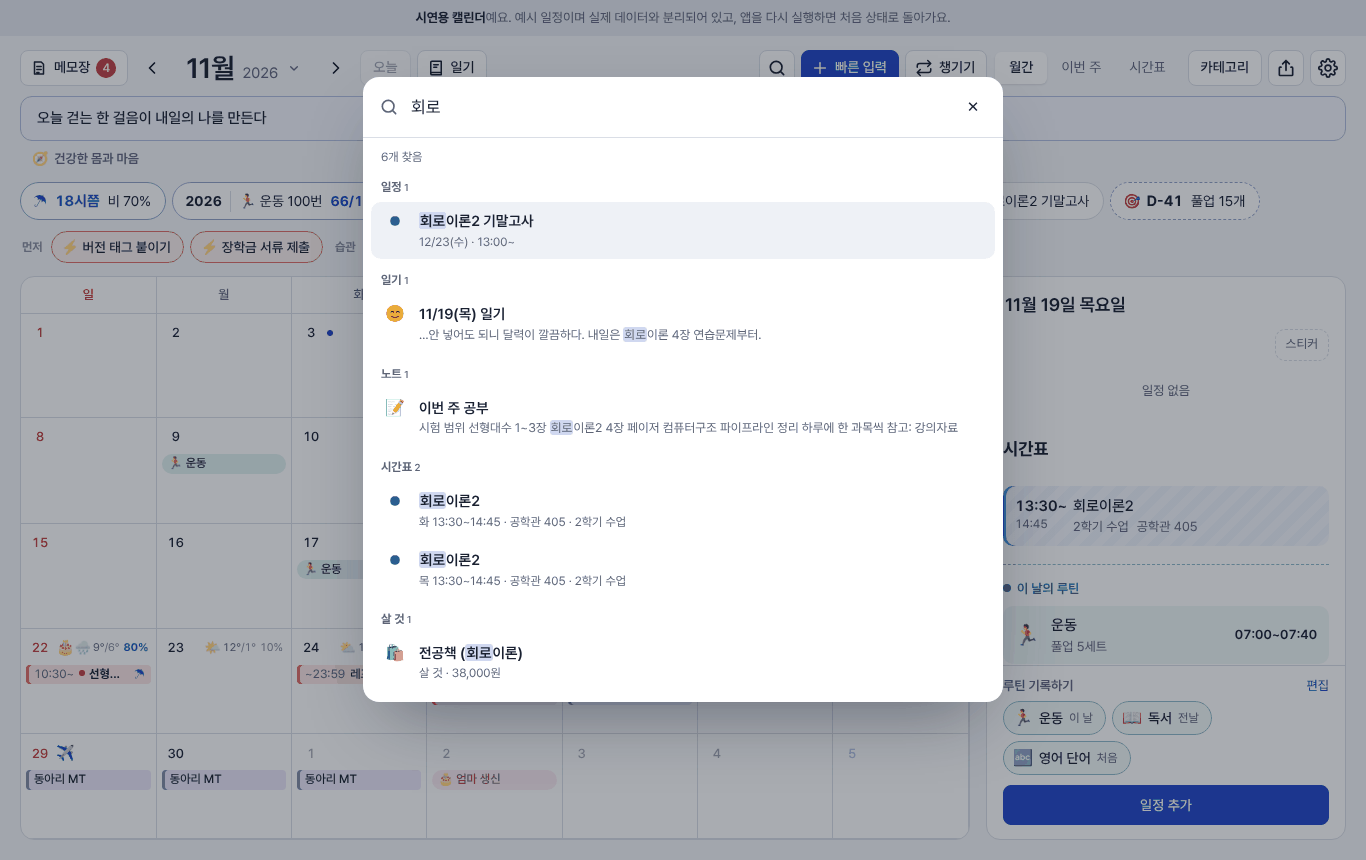 시연용 캘린더예요. 예시 일정이며 실제 데이터와 분리되어 있고, 앱을 다시 실행하면 처음 상태로 돌아가요.
메모장 4
11월 2026
오늘
일기
빠른 입력
챙기기
월간
이번 주
시간표
카테고리
오늘 걷는 한 걸음이 내일의 나를 만든다
건강한 몸과 마음
18시쯤 비 70%
2026 운동 100번 66/1
이론2 기말고사
D-41 풀업 15개
먼저
버전 태그 붙이기
장학금 서류 제출
습관
회로
6개 찾음
일정 1
회로이론2 기말고사
12/23(수) · 13:00~
일기 1
11/19(목) 일기
…안 넣어도 되니 달력이 깔끔하다. 내일은 회로이론 4장 연습문제부터.
노트 1
이번 주 공부
시험 범위 선형대수 1~3장 회로이론2 4장 페이저 컴퓨터구조 파이프라인 정리 하루에 한 과목씩 참고: 강의자료
시간표 2
회로이론2
화 13:30~14:45 · 공학관 405 · 2학기 수업
회로이론2
목 13:30~14:45 · 공학관 405 · 2학기 수업
살 것 1
전공책 (회로이론)
살 것 · 38,000원
일 월 화
1 2 3
8 9 10
운동
15 16 17
운동
22 9°/6° 80% 23 12°/1° 10% 24
10:30~ 선형...
~23:59
29 30 1 2 3 4 5
동아리 MT 동아리 MT 동아리 MT 엄마 생신
11월 19일 목요일
스티커
일정 없음
시간표
13:30~ 회로이론2
14:45 2학기 수업 공학관 405
이 날의 루틴
운동
풀업 5세트
07:00~07:40
루틴 기록하기 편집
운동 이 날
독서 전날
abc 영어 단어 처음
일정 추가